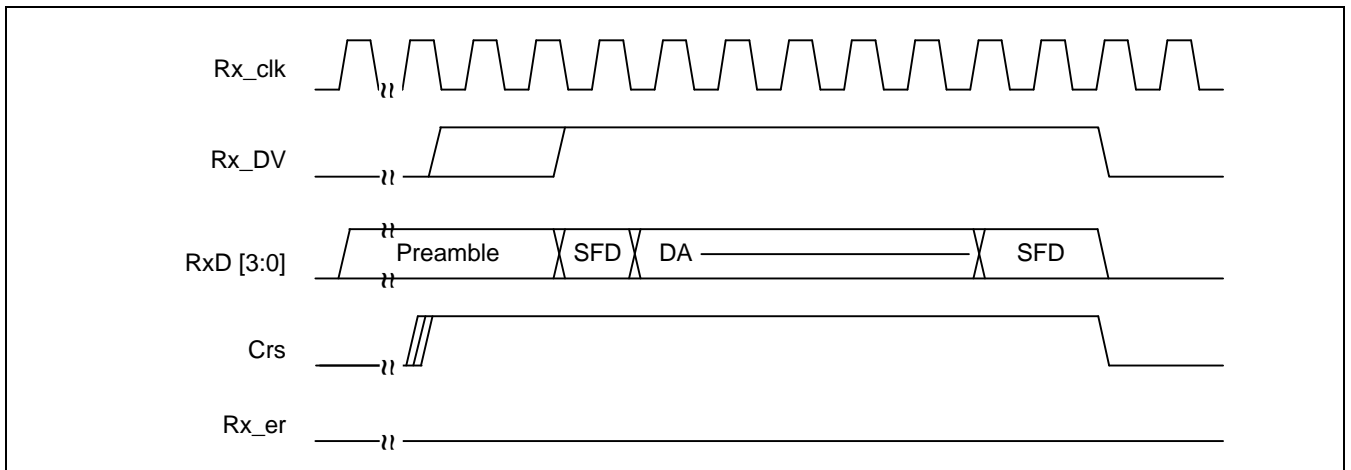 Rx_clk
Rx_DV
RxD [3:0] Preamble SFD DA SFD
Crs
Rx_er